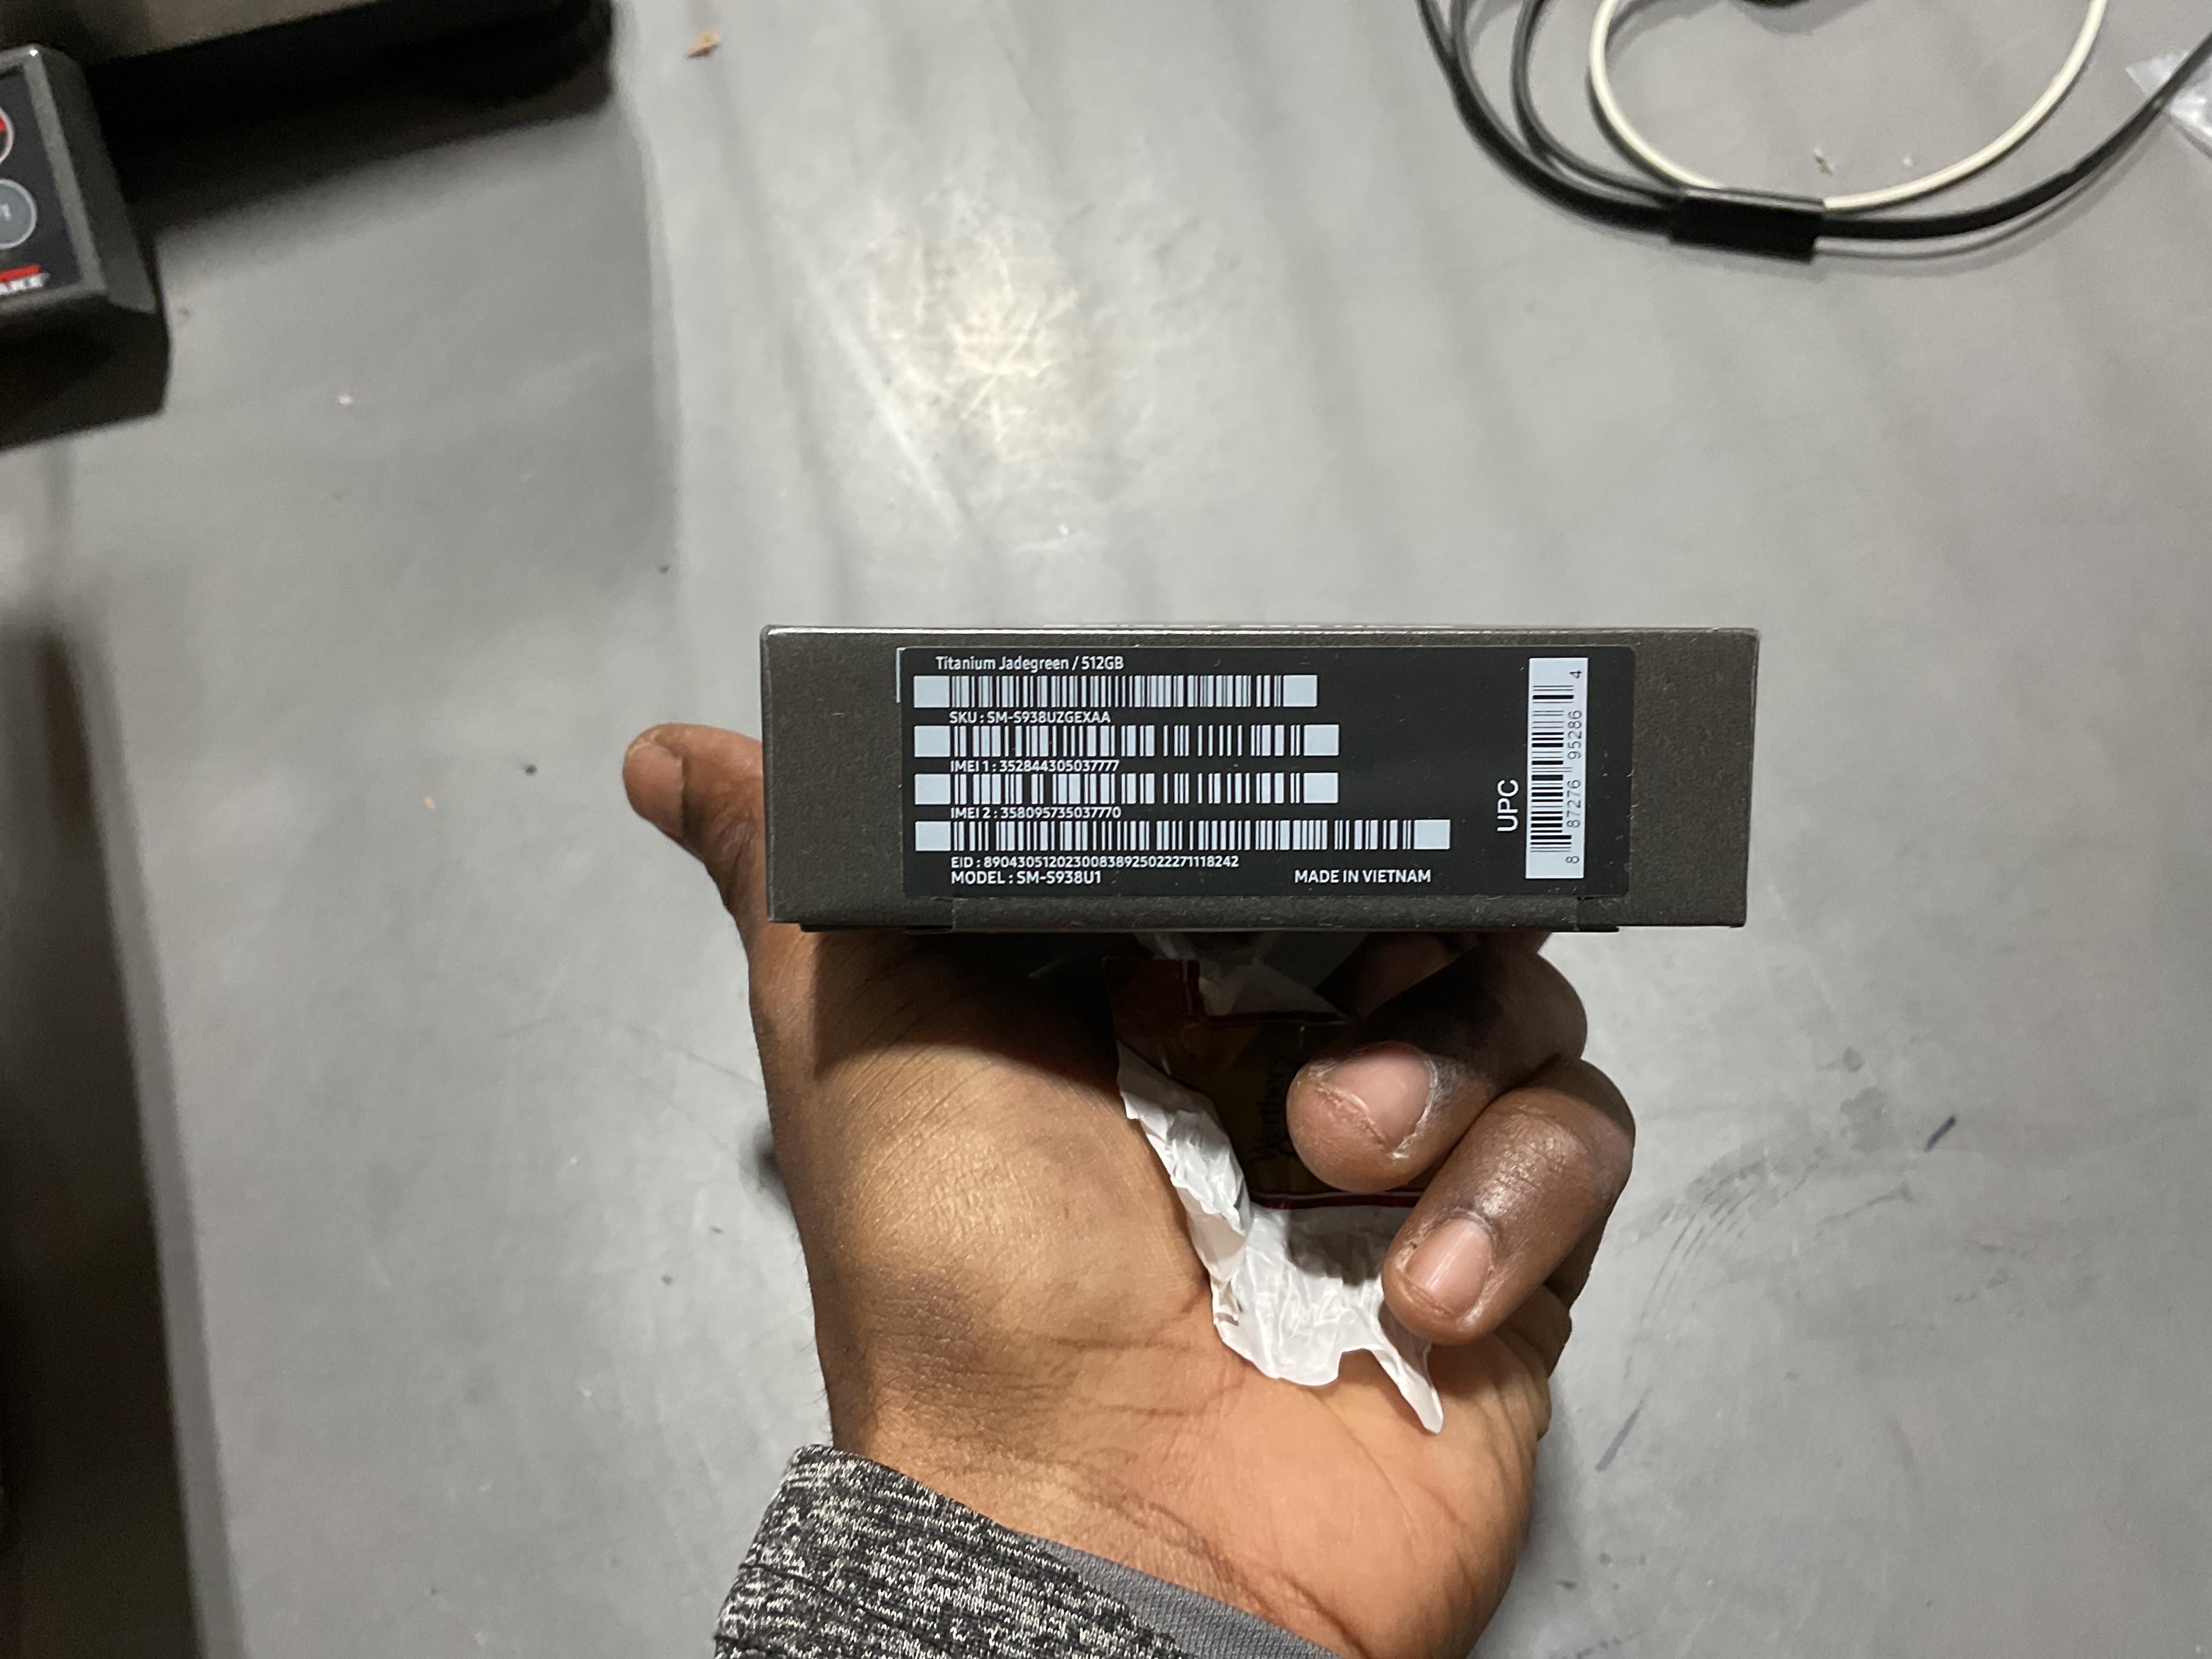 Titanium Jadegreen / 512GB
SKU : SM-S938UZGEXAA
IMEI 1 : 352844305037777
IMEI 2 : 358095735037770
EID : 89043051202300838925022271118242
MODEL : SM-S938U1
MADE IN VIETNAM
UPC
8 87276 95286 4
Werther's